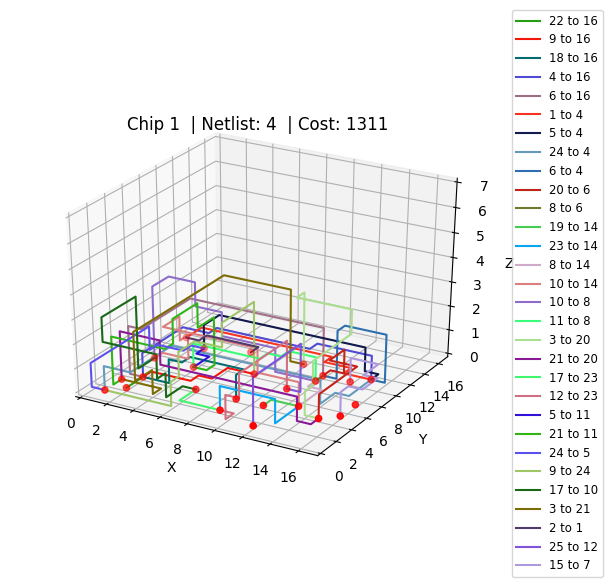 Chip 1 | Netlist: 4 | Cost: 1311
22 to 16
9 to 16
18 to 16
4 to 16
6 to 16
1 to 4
5 to 4
24 to 4
6 to 4
20 to 6
8 to 6
19 to 14
23 to 14
8 to 14
10 to 14
10 to 8
11 to 8
3 to 20
21 to 20
17 to 23
12 to 23
5 to 11
21 to 11
24 to 5
9 to 24
17 to 10
3 to 21
2 to 1
25 to 12
15 to 7
7
6
5
4
3
2
1
0
Z
0 2 4 6 8 10 12 14 16
X
0 2 4 6 8 10 12 14 16
Y